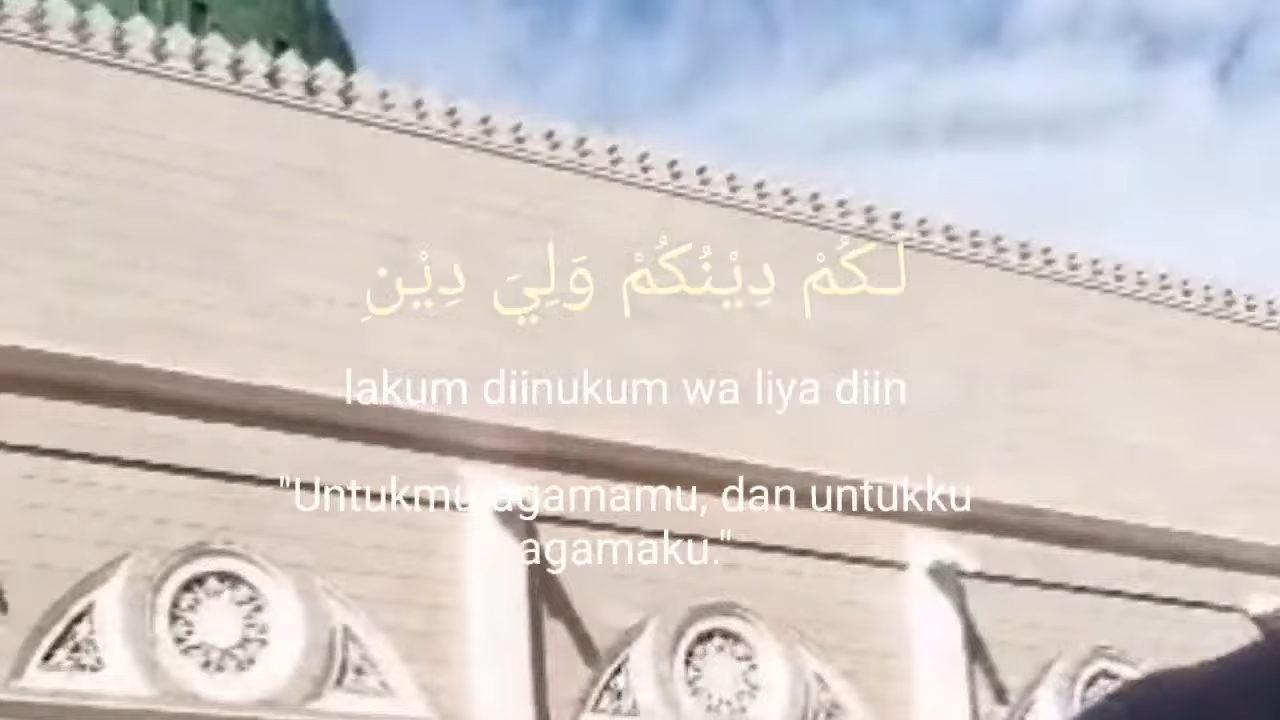 لَكُمْ دِيْنُكُمْ وَلِيَ دِيْنِ
lakum diinukum wa liya diin
"Untukmu agamamu, dan untukku
agamaku."